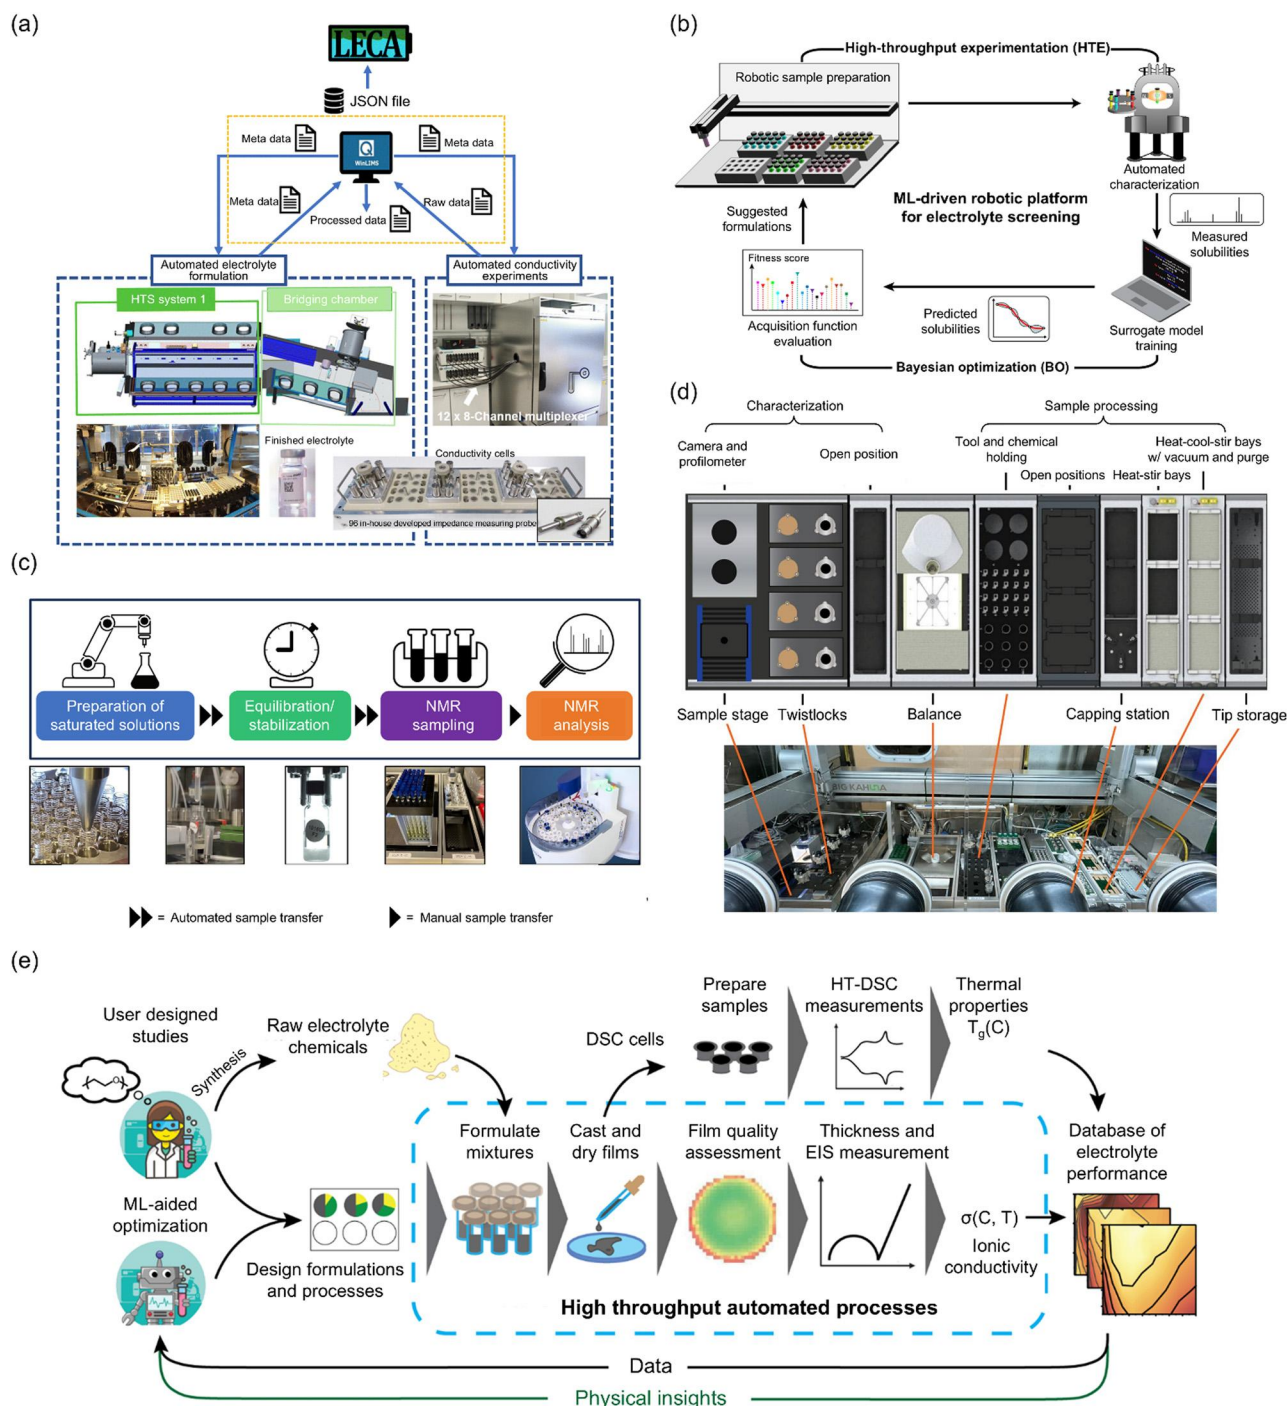 (a)
LECA
JSON file
Meta data
Meta data
WinLIMS
Meta data
Processed data
Raw data
Automated electrolyte
formulation
Automated conductivity
experiments
HTS system 1
Bridging chamber
12 x 8-Channel multiplexer
Finished electrolyte
Conductivity cells
96 in-house developed impedance measuring probe
(b)
High-throughput experimentation (HTE)
Robotic sample preparation
Automated
characterization
ML-driven robotic platform
for electrolyte screening
Suggested
formulations
Measured
solubilities
Fitness score
Acquisition function
evaluation
Predicted
solubilities
Surrogate model
training
Bayesian optimization (BO)
(c)
Preparation of
saturated solutions
Equilibration/
stabilization
NMR
sampling
NMR
analysis
= Automated sample transfer
= Manual sample transfer
(d)
Characterization
Sample processing
Camera and
profilometer
Open position
Tool and chemical
holding
Open positions
Heat-stir bays
Heat-cool-stir bays
w/ vacuum and purge
Sample stage
Twistlocks
Balance
Capping station
Tip storage
BIG KAHUNA
(e)
User designed
studies
Synthesis
Raw electrolyte
chemicals
DSC cells
Prepare
samples
HT-DSC
measurements
Thermal
properties
Tg(C)
ML-aided
optimization
Design formulations
and processes
Formulate
mixtures
Cast and
dry films
Film quality
assessment
Thickness and
EIS measurement
σ(C, T)
Ionic
conductivity
Database of
electrolyte
performance
High throughput automated processes
Data
Physical insights